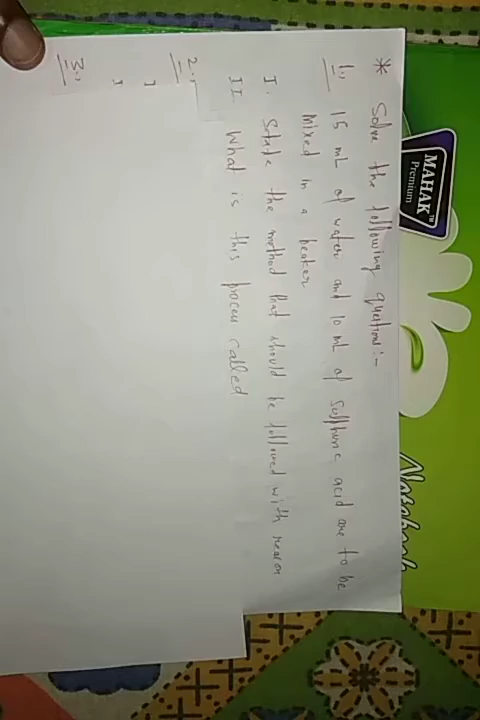 * Solve the following questions :-
1.) 15 mL of water and 10 mL of sulphuric acid are to be
mixed in a beaker
I. State the method that should be followed with reason
II. What is this process called
2.)
I
I
3.)
MAHAK™
Premium
Notebook